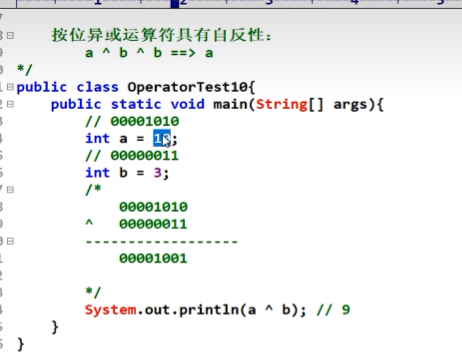 按位异或运算符具有自反性：
a ^ b ^ b ==> a
*/
public class OperatorTest10{
public static void main(String[] args){
// 00001010
int a = 10;
// 00000011
int b = 3;
/*
00001010
^ 00000011
------------------
00001001
*/
System.out.println(a ^ b); // 9
}
}